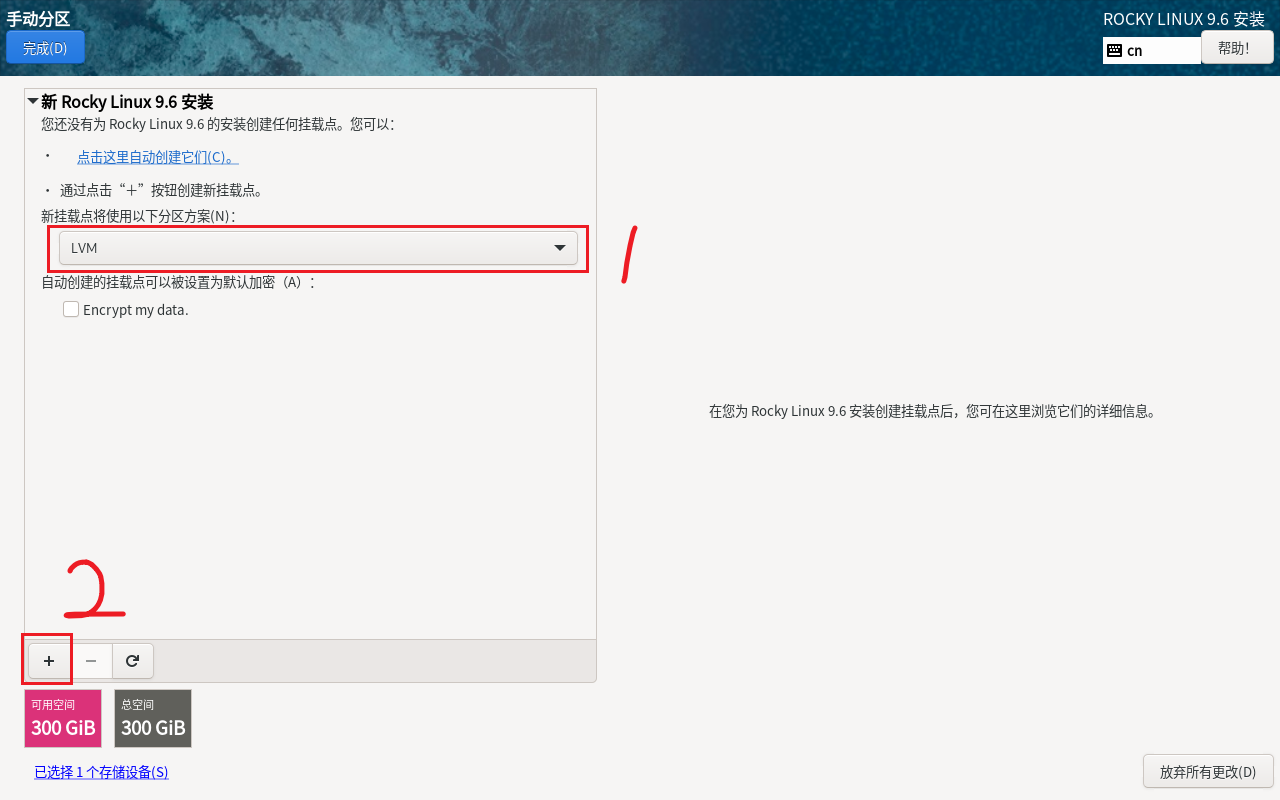 手动分区
完成(D)
ROCKY LINUX 9.6 安装
cn
帮助！
新 Rocky Linux 9.6 安装
您还没有为 Rocky Linux 9.6 的安装创建任何挂载点。您可以：
• 点击这里自动创建它们(C)。
• 通过点击“＋”按钮创建新挂载点。
新挂载点将使用以下分区方案(N)：
LVM
1
自动创建的挂载点可以被设置为默认加密（A）：
Encrypt my data.
在您为 Rocky Linux 9.6 安装创建挂载点后，您可在这里浏览它们的详细信息。
2
+ −
可用空间
300 GiB
总空间
300 GiB
已选择 1 个存储设备(S)
放弃所有更改(D)